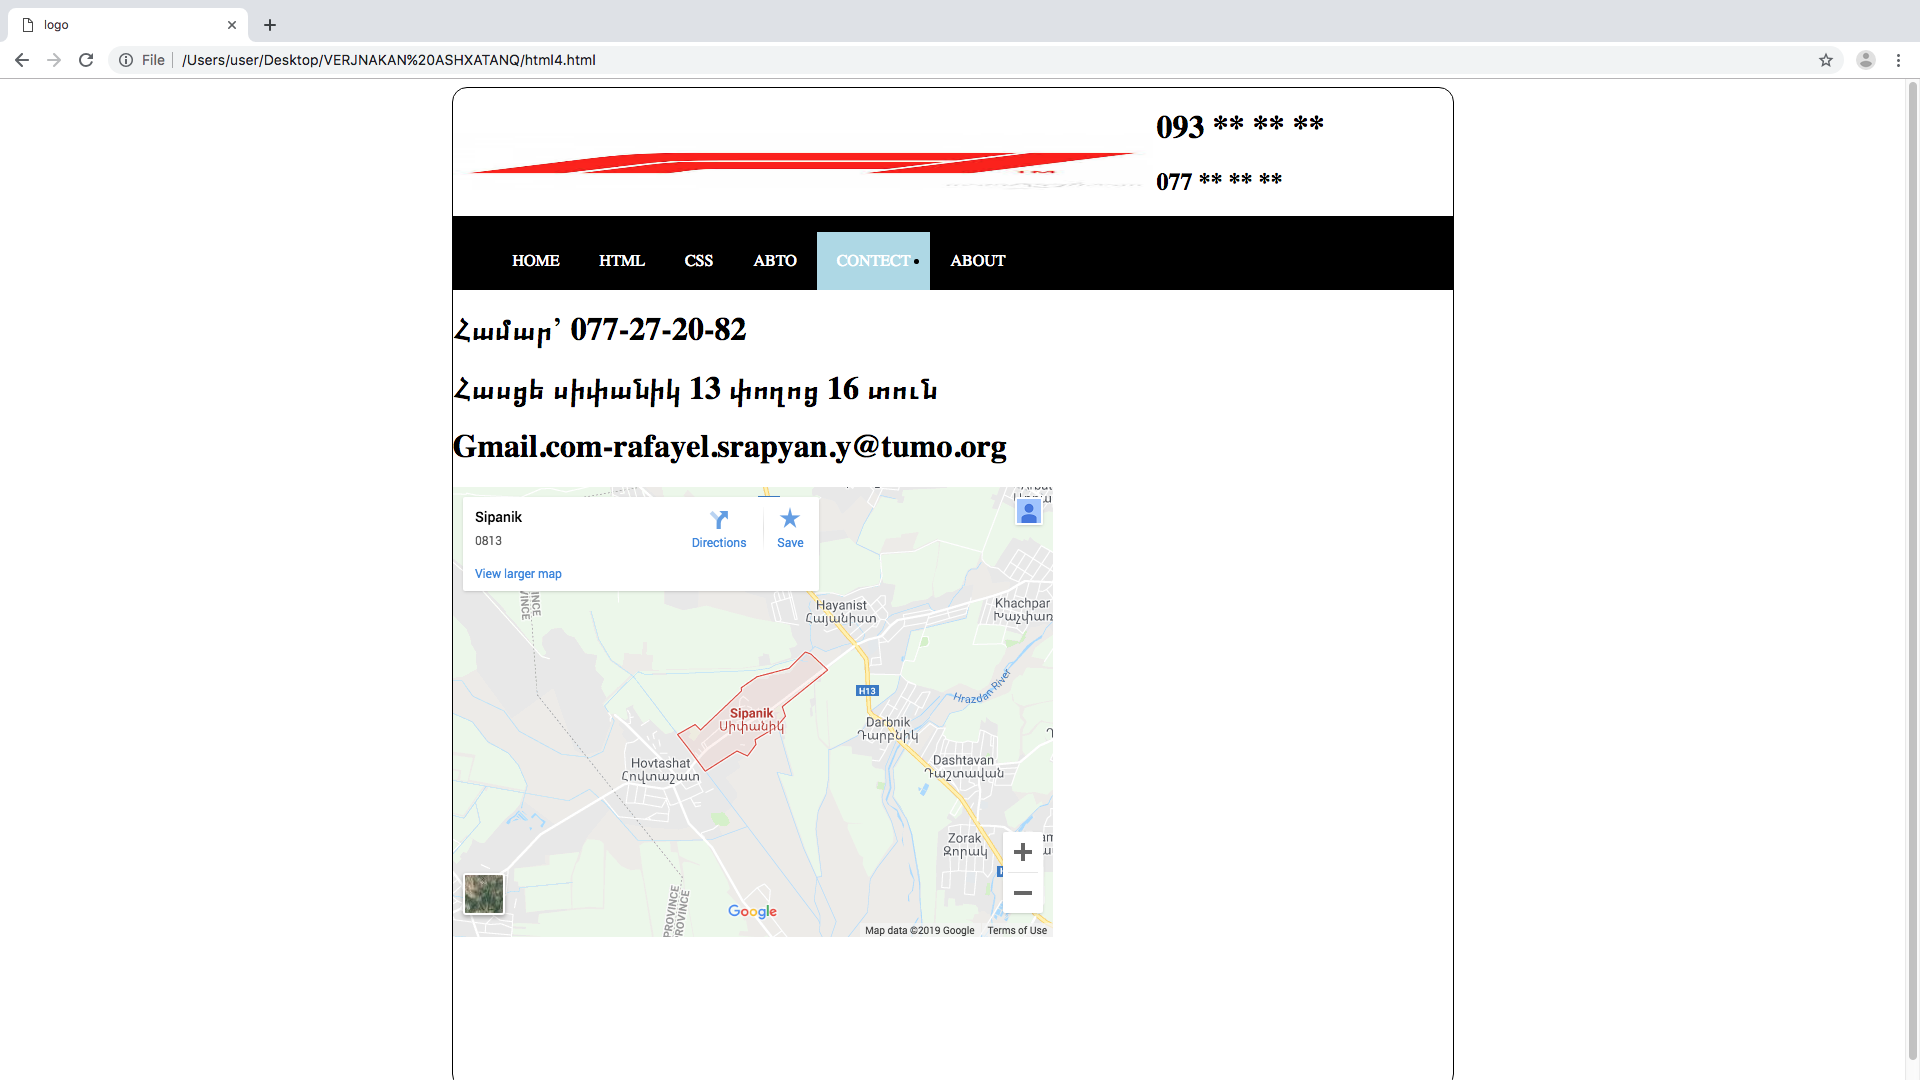 logo
File
/Users/user/Desktop/VERJNAKAN%20ASHXATANQ/html4.html
093 ** ** **
077 ** ** **
HOME HTML CSS ABTO CONTECT ABOUT
Համար՝ 077-27-20-82
Հասցե սիփանիկ 13 փողոց 16 տուն
Gmail.com-rafayel.srapyan.y@tumo.org
Sipanik
0813
Directions
Save
View larger map
Hayanist
Հայանիստ
Khachpar
Խաչփառ
H13
Hrazdan River
Sipanik
Սիփանիկ
Darbnik
Դարբնիկ
Hovtashat
Հովտաշատ
Dashtavan
Դաշտավան
Zorak
Զորակ
PROVINCE
PROVINCE
Google
Map data ©2019 Google
Terms of Use